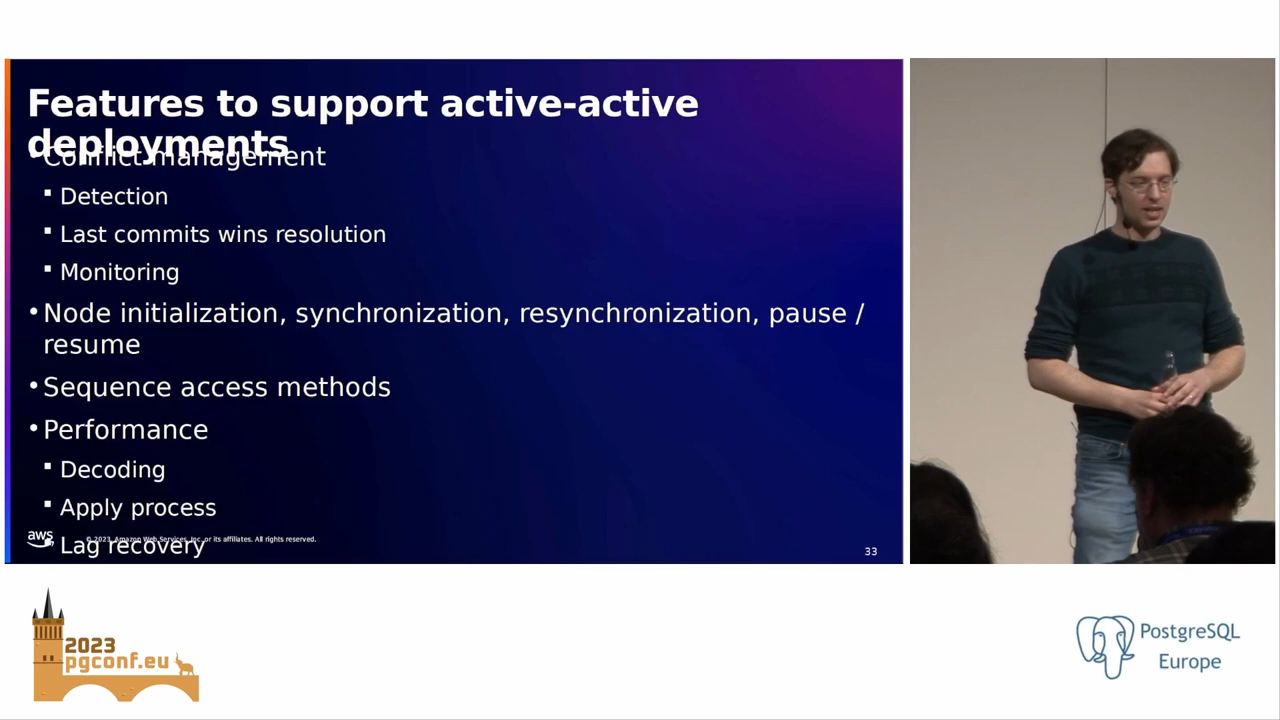 Features to support active-active
deployments
• Conflict management
▪ Detection
▪ Last commits wins resolution
▪ Monitoring
• Node initialization, synchronization, resynchronization, pause /
resume
• Sequence access methods
• Performance
▪ Decoding
▪ Apply process
▪ Lag recovery
aws
© 2023, Amazon Web Services, Inc. or its affiliates. All rights reserved.
33
2023
pgconf.eu
PostgreSQL
Europe